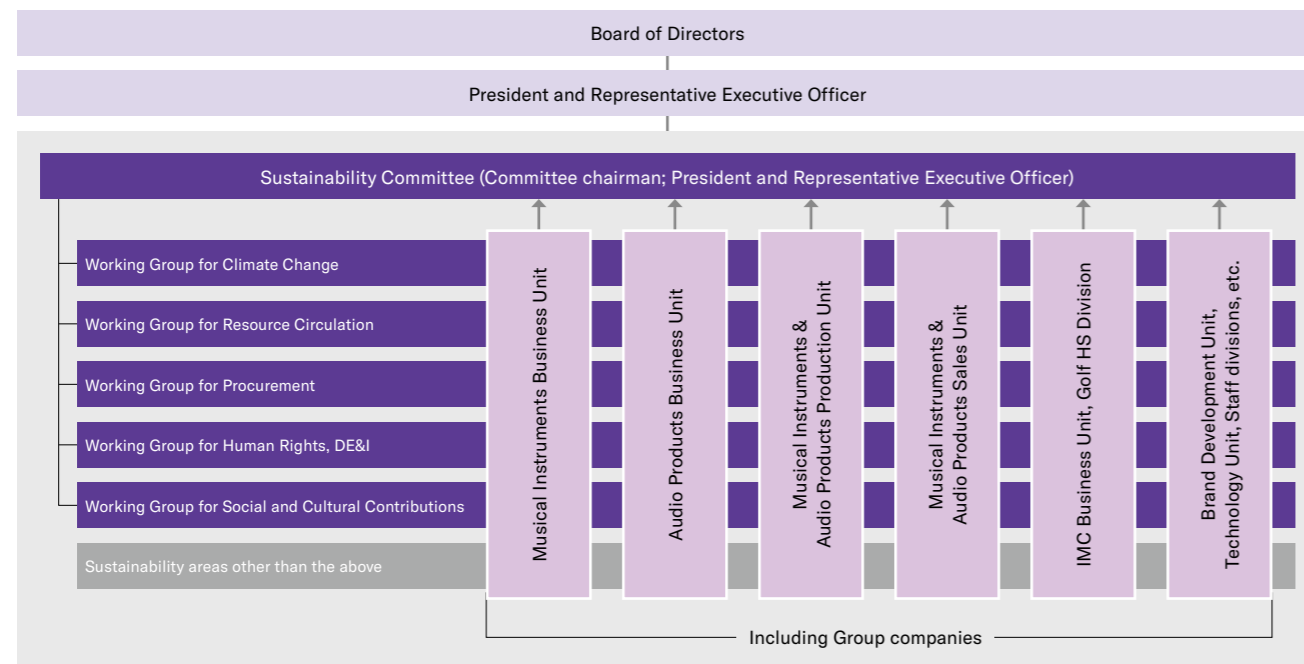 Board of Directors
President and Representative Executive Officer
Sustainability Committee (Committee chairman; President and Representative Executive Officer)
Working Group for Climate Change
Working Group for Resource Circulation
Working Group for Procurement
Working Group for Human Rights, DE&I
Working Group for Social and Cultural Contributions
Sustainability areas other than the above
Musical Instruments Business Unit
Audio Products Business Unit
Musical Instruments &
Audio Products Production Unit
Musical Instruments &
Audio Products Sales Unit
IMC Business Unit, Golf HS Division
Brand Development Unit,
Technology Unit, Staff divisions, etc.
Including Group companies